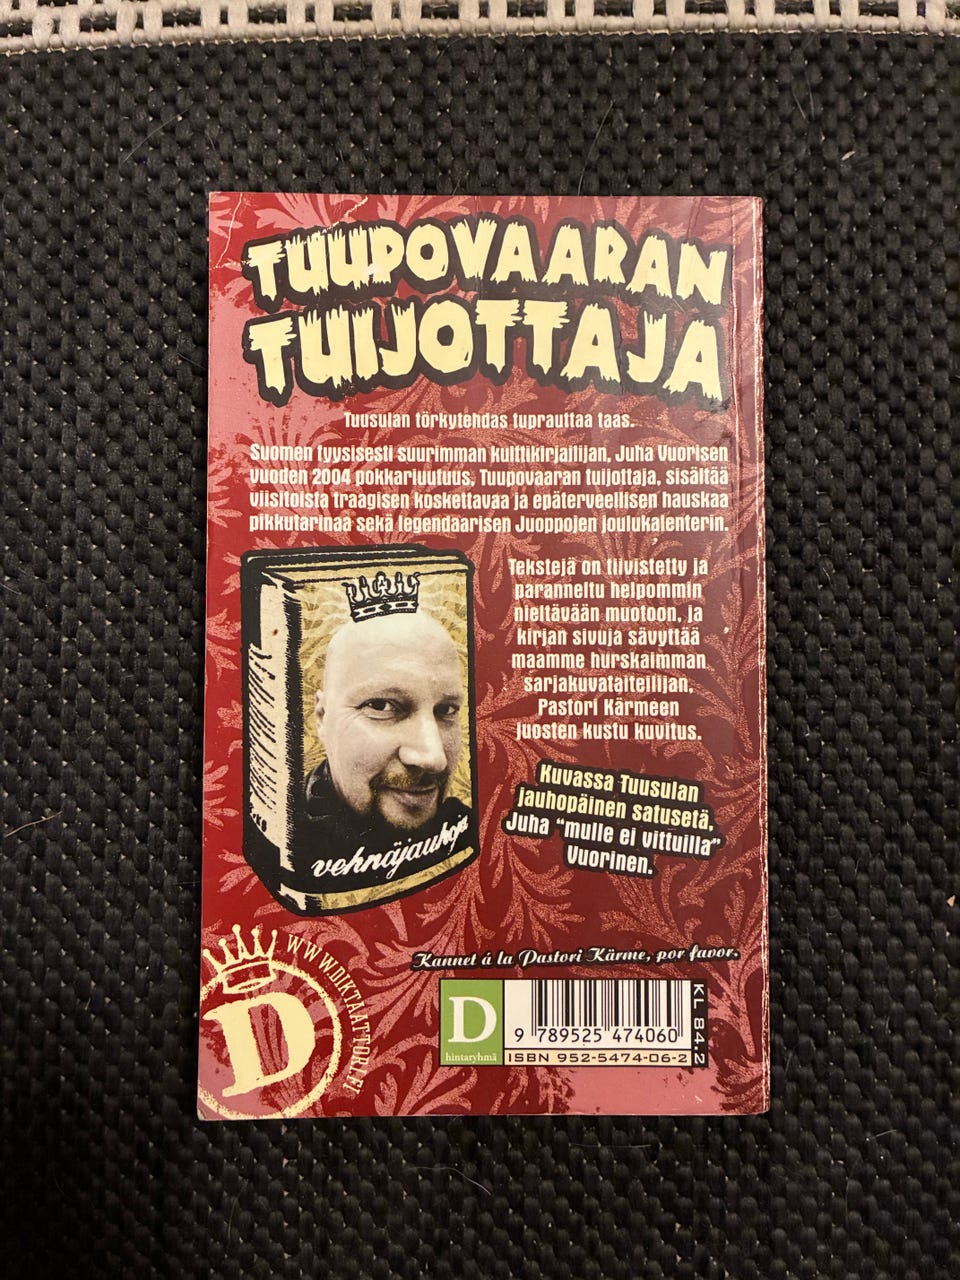 TUUPOVAARAN
TUIJOTTAJA
Tuusulan törkytehdas tuprauttaa taas.
Suomen fyysisesti suurimman kulttikirjailijan, Juha Vuorisen
vuoden 2004 pokkariuutuus, Tuupovaaran tuijottaja, sisältää
viisitoista traagisen koskettavaa ja epäterveellisen hauskaa
pikkutarinaa sekä legendaarisen Juoppojen joulukalenterin.
Tekstejä on tiivistetty ja
paranneltu helpommin
nieltävään muotoon, ja
kirjan sivuja sävyttää
maamme hurskaimman
sarjakuvataiteilijan,
Pastori Kärmeen
juosten kustu kuvitus.
Kuvassa Tuusulan
jauhopäinen satusetä,
Juha "mulle ei vittuilla"
Vuorinen.
vehnäjauhoja
Kannet á la Pastori Kärme, por favor.
WWW.DIKTAATTORI.FI
D
D
hintaryhmä
9 789525 474060
ISBN 952-5474-06-2
KL 84.2